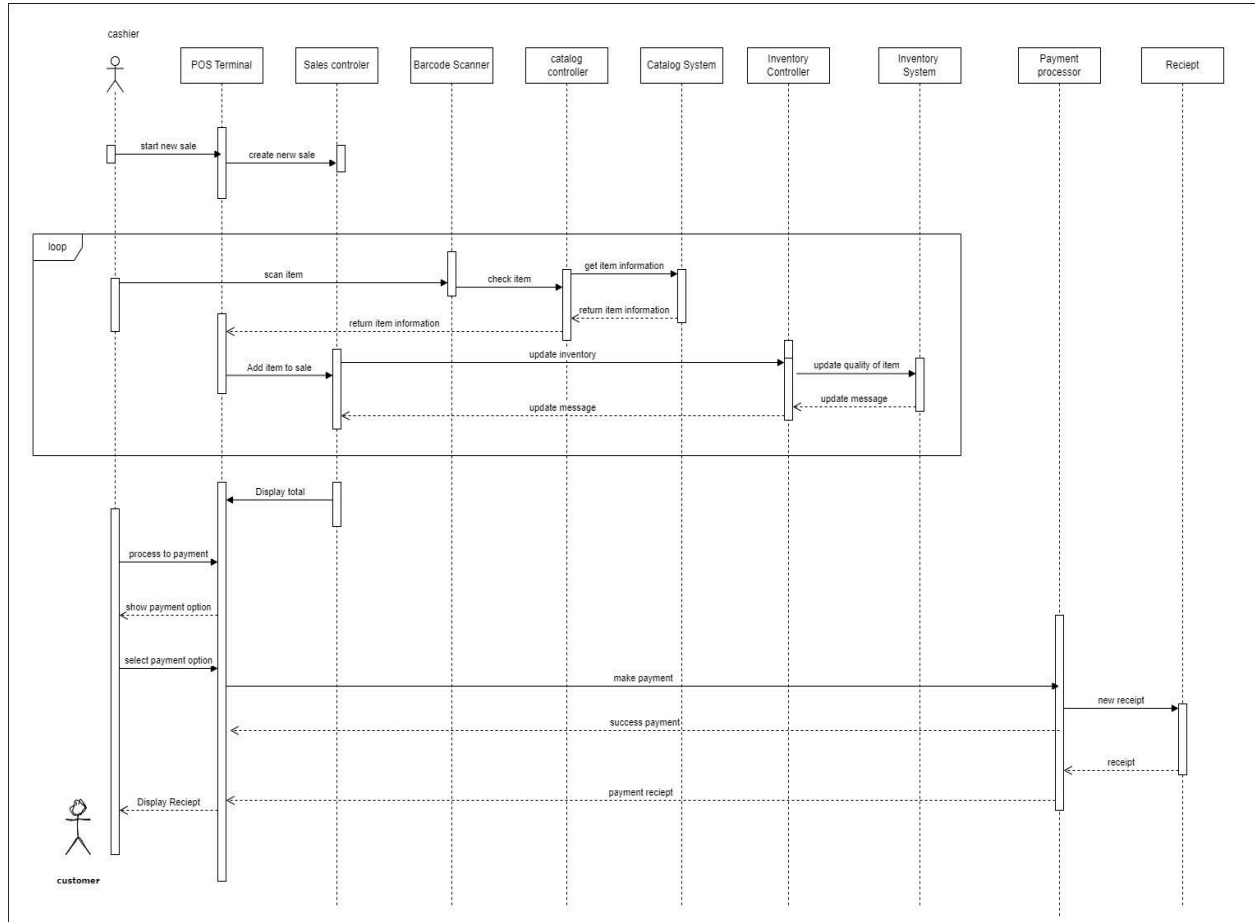 cashier
POS Terminal
Sales controler
Barcode Scanner
catalog
controller
Catalog System
Inventory
Controller
Inventory
System
Payment
processor
Reciept
start new sale
create nerw sale
loop
get item information
scan item
check item
return item information
return item information
update inventory
Add item to sale
update quality of item
update message
update message
Display total
process to payment
show payment option
select payment option
make payment
new receipt
success payment
receipt
payment reciept
Display Reciept
customer